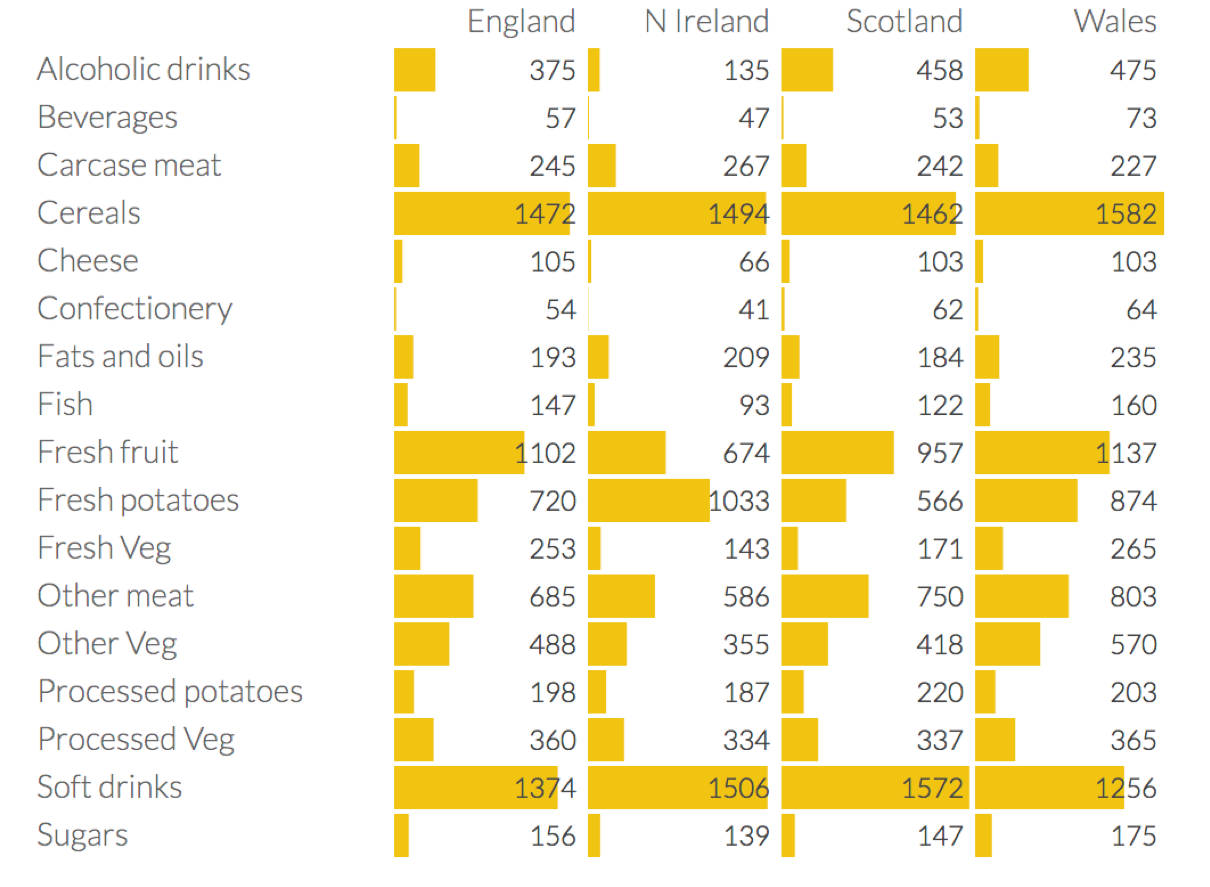 England N Ireland Scotland Wales
Alcoholic drinks 375 135 458 475
Beverages 57 47 53 73
Carcase meat 245 267 242 227
Cereals 1472 1494 1462 1582
Cheese 105 66 103 103
Confectionery 54 41 62 64
Fats and oils 193 209 184 235
Fish 147 93 122 160
Fresh fruit 1102 674 957 1137
Fresh potatoes 720 1033 566 874
Fresh Veg 253 143 171 265
Other meat 685 586 750 803
Other Veg 488 355 418 570
Processed potatoes 198 187 220 203
Processed Veg 360 334 337 365
Soft drinks 1374 1506 1572 1256
Sugars 156 139 147 175